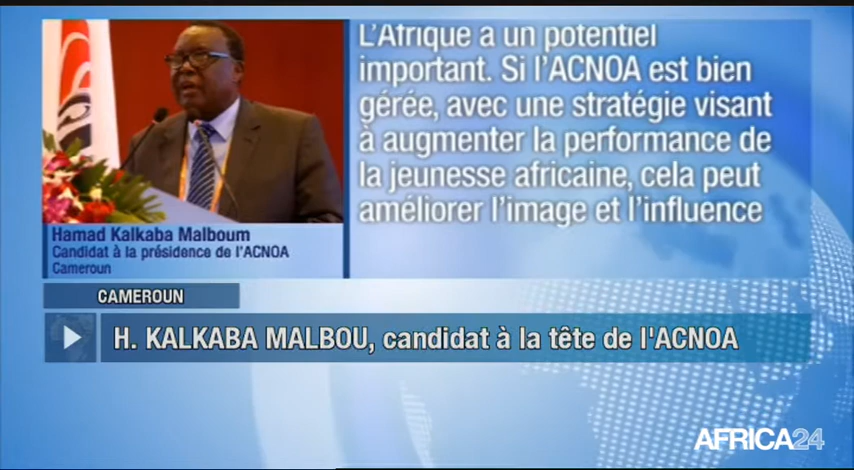 L'Afrique a un potentiel
important. Si l'ACNOA est bien
gérée, avec une stratégie visant
à augmenter la performance de
la jeunesse africaine, cela peut
améliorer l'image et l'influence
Hamad Kalkaba Malboum
Candidat à la présidence de l'ACNOA
Cameroun
CAMEROUN
H. KALKABA MALBOU, candidat à la tête de l'ACNOA
AFRICA24